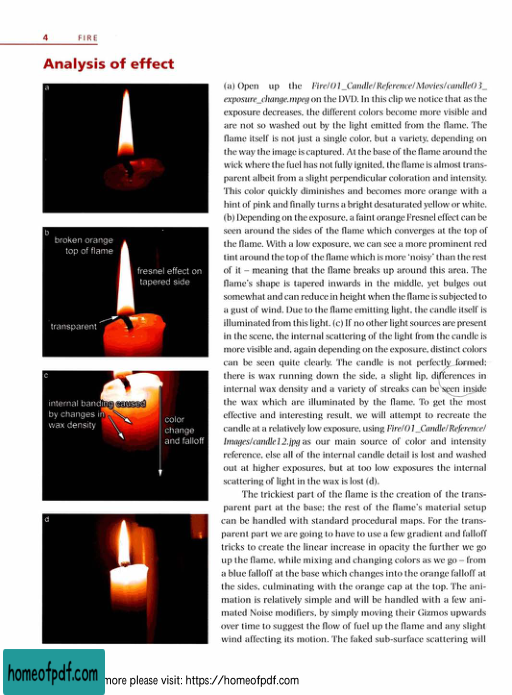 4 FIRE
Analysis of effect
a
b
broken orange
top of flame
fresnel effect on
tapered side
transparent
c
internal banding caused
by changes in
wax density
color
change
and falloff
d
(a) Open up the Fire/01_Candle/Reference/Movies/candle03_
exposure_change.mpeg on the DVD. In this clip we notice that as the
exposure decreases, the different colors become more visible and
are not so washed out by the light emitted from the flame. The
flame itself is not just a single color, but a variety, depending on
the way the image is captured. At the base of the flame around the
wick where the fuel has not fully ignited, the flame is almost trans-
parent albeit from a slight perpendicular coloration and intensity.
This color quickly diminishes and becomes more orange with a
hint of pink and finally turns a bright desaturated yellow or white.
(b) Depending on the exposure, a faint orange Fresnel effect can be
seen around the sides of the flame which converges at the top of
the flame. With a low exposure, we can see a more prominent red
tint around the top of the flame which is more 'noisy' than the rest
of it – meaning that the flame breaks up around this area. The
flame's shape is tapered inwards in the middle, yet bulges out
somewhat and can reduce in height when the flame is subjected to
a gust of wind. Due to the flame emitting light, the candle itself is
illuminated from this light. (c) If no other light sources are present
in the scene, the internal scattering of the light from the candle is
more visible and, again depending on the exposure, distinct colors
can be seen quite clearly. The candle is not perfectly formed;
there is wax running down the side, a slight lip, differences in
internal wax density and a variety of streaks can be seen inside
the wax which are illuminated by the flame. To get the most
effective and interesting result, we will attempt to recreate the
candle at a relatively low exposure, using Fire/01_Candle/Reference/
Images/candle12.jpg as our main source of color and intensity
reference, else all of the internal candle detail is lost and washed
out at higher exposures, but at too low exposures the internal
scattering of light in the wax is lost (d).
The trickiest part of the flame is the creation of the trans-
parent part at the base; the rest of the flame's material setup
can be handled with standard procedural maps. For the trans-
parent part we are going to have to use a few gradient and falloff
tricks to create the linear increase in opacity the further we go
up the flame, while mixing and changing colors as we go – from
a blue falloff at the base which changes into the orange falloff at
the sides, culminating with the orange cap at the top. The ani-
mation is relatively simple and will be handled with a few ani-
mated Noise modifiers, by simply moving their Gizmos upwards
over time to suggest the flow of fuel up the flame and any slight
wind affecting its motion. The faked sub-surface scattering will
homeofpdf.com
more please visit: https://homeofpdf.com